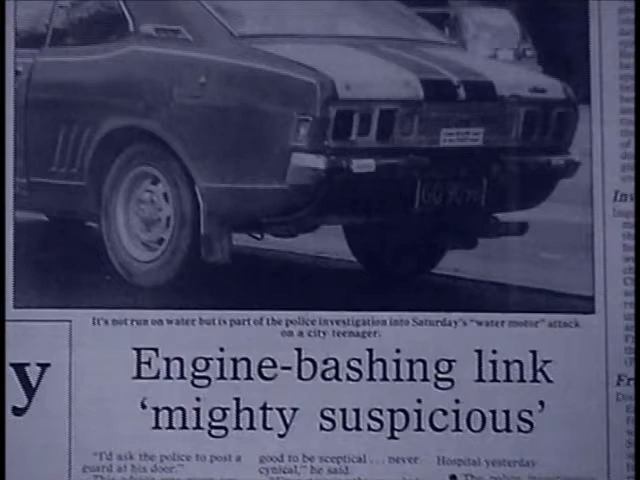 It's not run on water but is part of the police investigation into Saturday's "water motor" attack
on a city teenager.
y
Engine-bashing link
'mighty suspicious'
"I'd ask the police to post a
guard at his door."
good to be sceptical ... never
cynical," he said.
Hospital yesterday